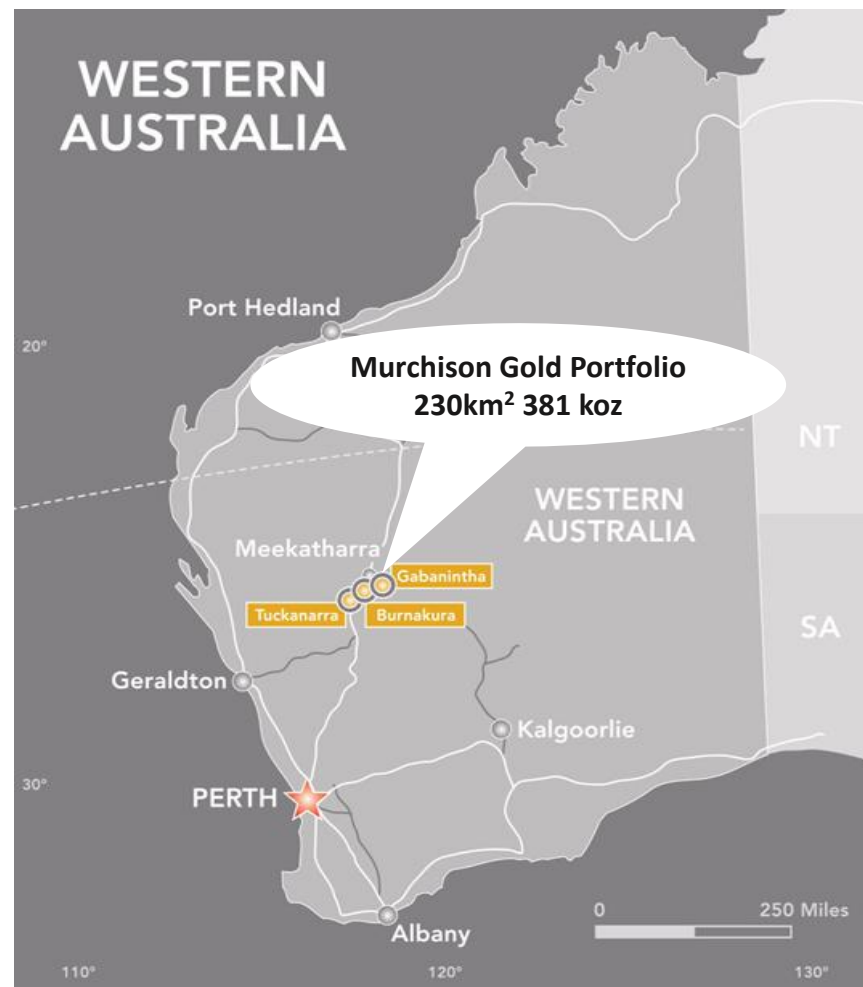 WESTERN
AUSTRALIA
Port Hedland
20°
Murchison Gold Portfolio
230km² 381 koz
NT
WESTERN
AUSTRALIA
Meekatharra
Gabanintha
Tuckanarra
Burnakura
SA
Geraldton
Kalgoorlie
30°
PERTH
0
250 Miles
Albany
110°
120°
130°